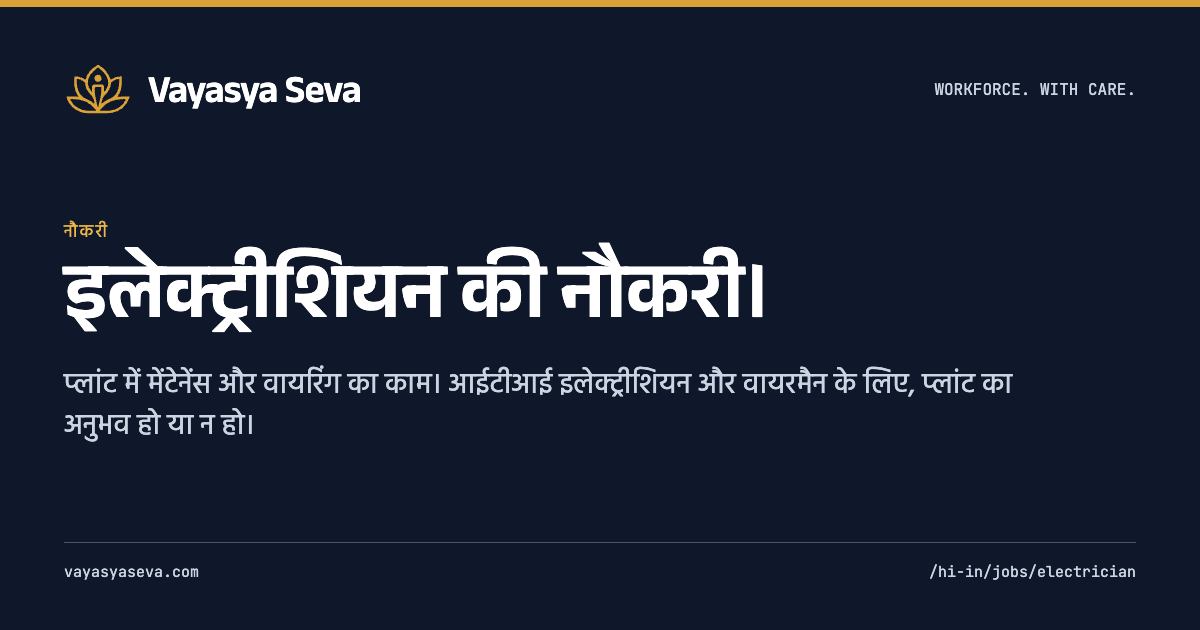 Vayasya Seva
WORKFORCE. WITH CARE.
नौकरी
इलेक्ट्रीशियन की नौकरी।
प्लांट में मेंटेनेंस और वायरिंग का काम। आईटीआई इलेक्ट्रीशियन और वायरमैन के लिए, प्लांट का
अनुभव हो या न हो।
vayasyaseva.com
/hi-in/jobs/electrician